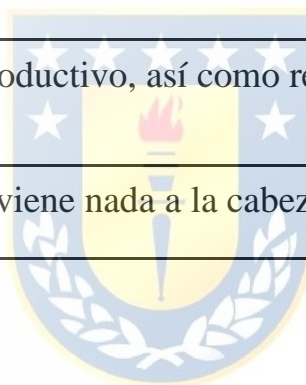 oductivo, así como re
viene nada a la cabez